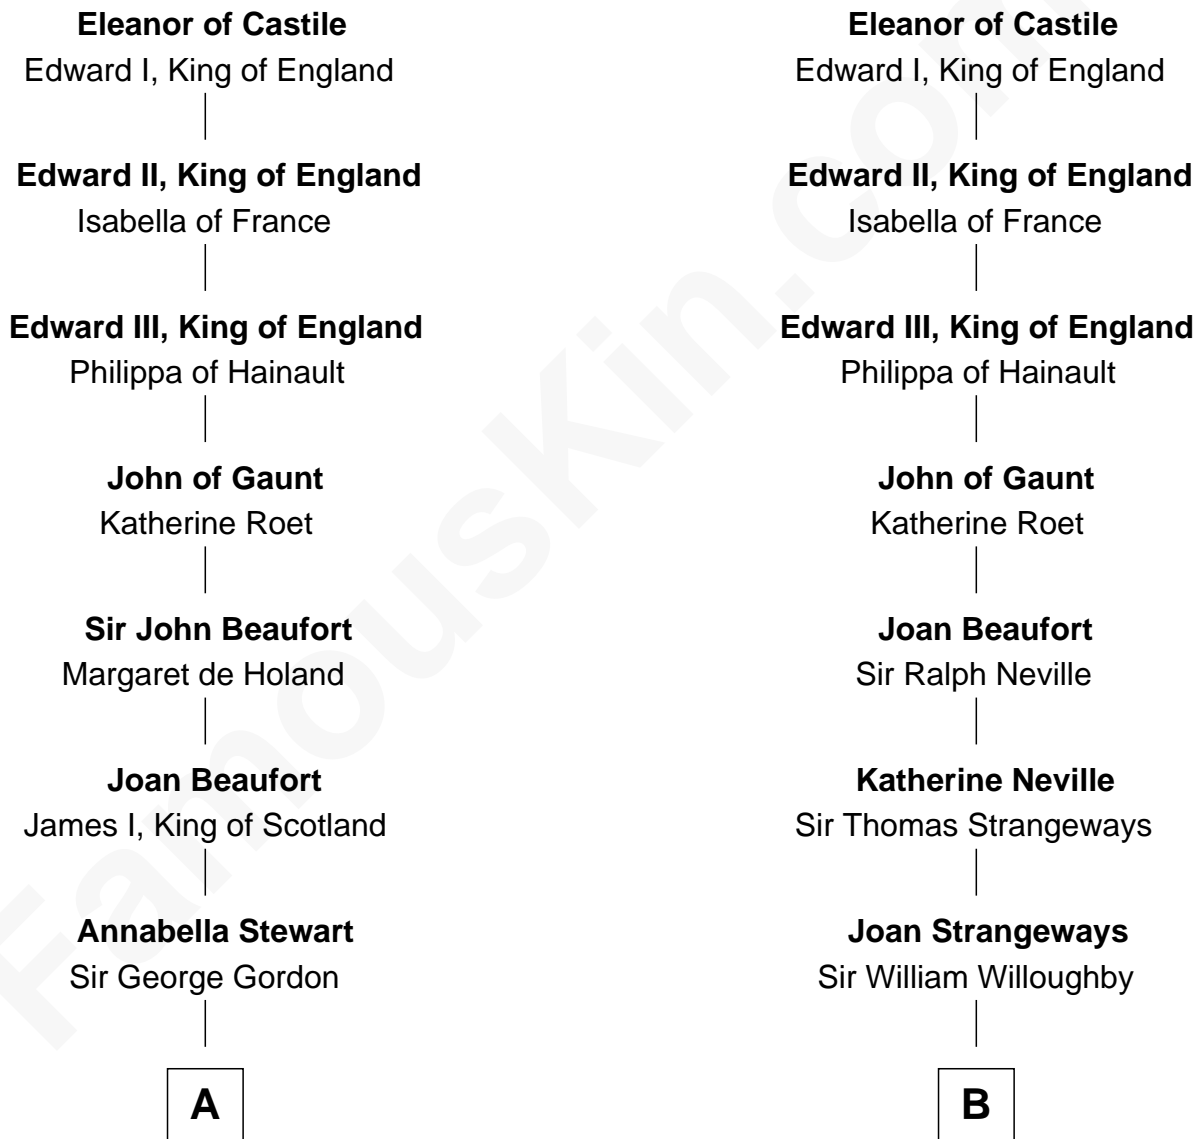 Eleanor of Castile
Edward I, King of England
Edward II, King of England
Isabella of France
Edward III, King of England
Philippa of Hainault
John of Gaunt
Katherine Roet
Sir John Beaufort
Margaret de Holand
Joan Beaufort
James I, King of Scotland
Annabella Stewart
Sir George Gordon
A
Eleanor of Castile
Edward I, King of England
Edward II, King of England
Isabella of France
Edward III, King of England
Philippa of Hainault
John of Gaunt
Katherine Roet
Joan Beaufort
Sir Ralph Neville
Katherine Neville
Sir Thomas Strangeways
Joan Strangeways
Sir William Willoughby
B
FamousKin.com